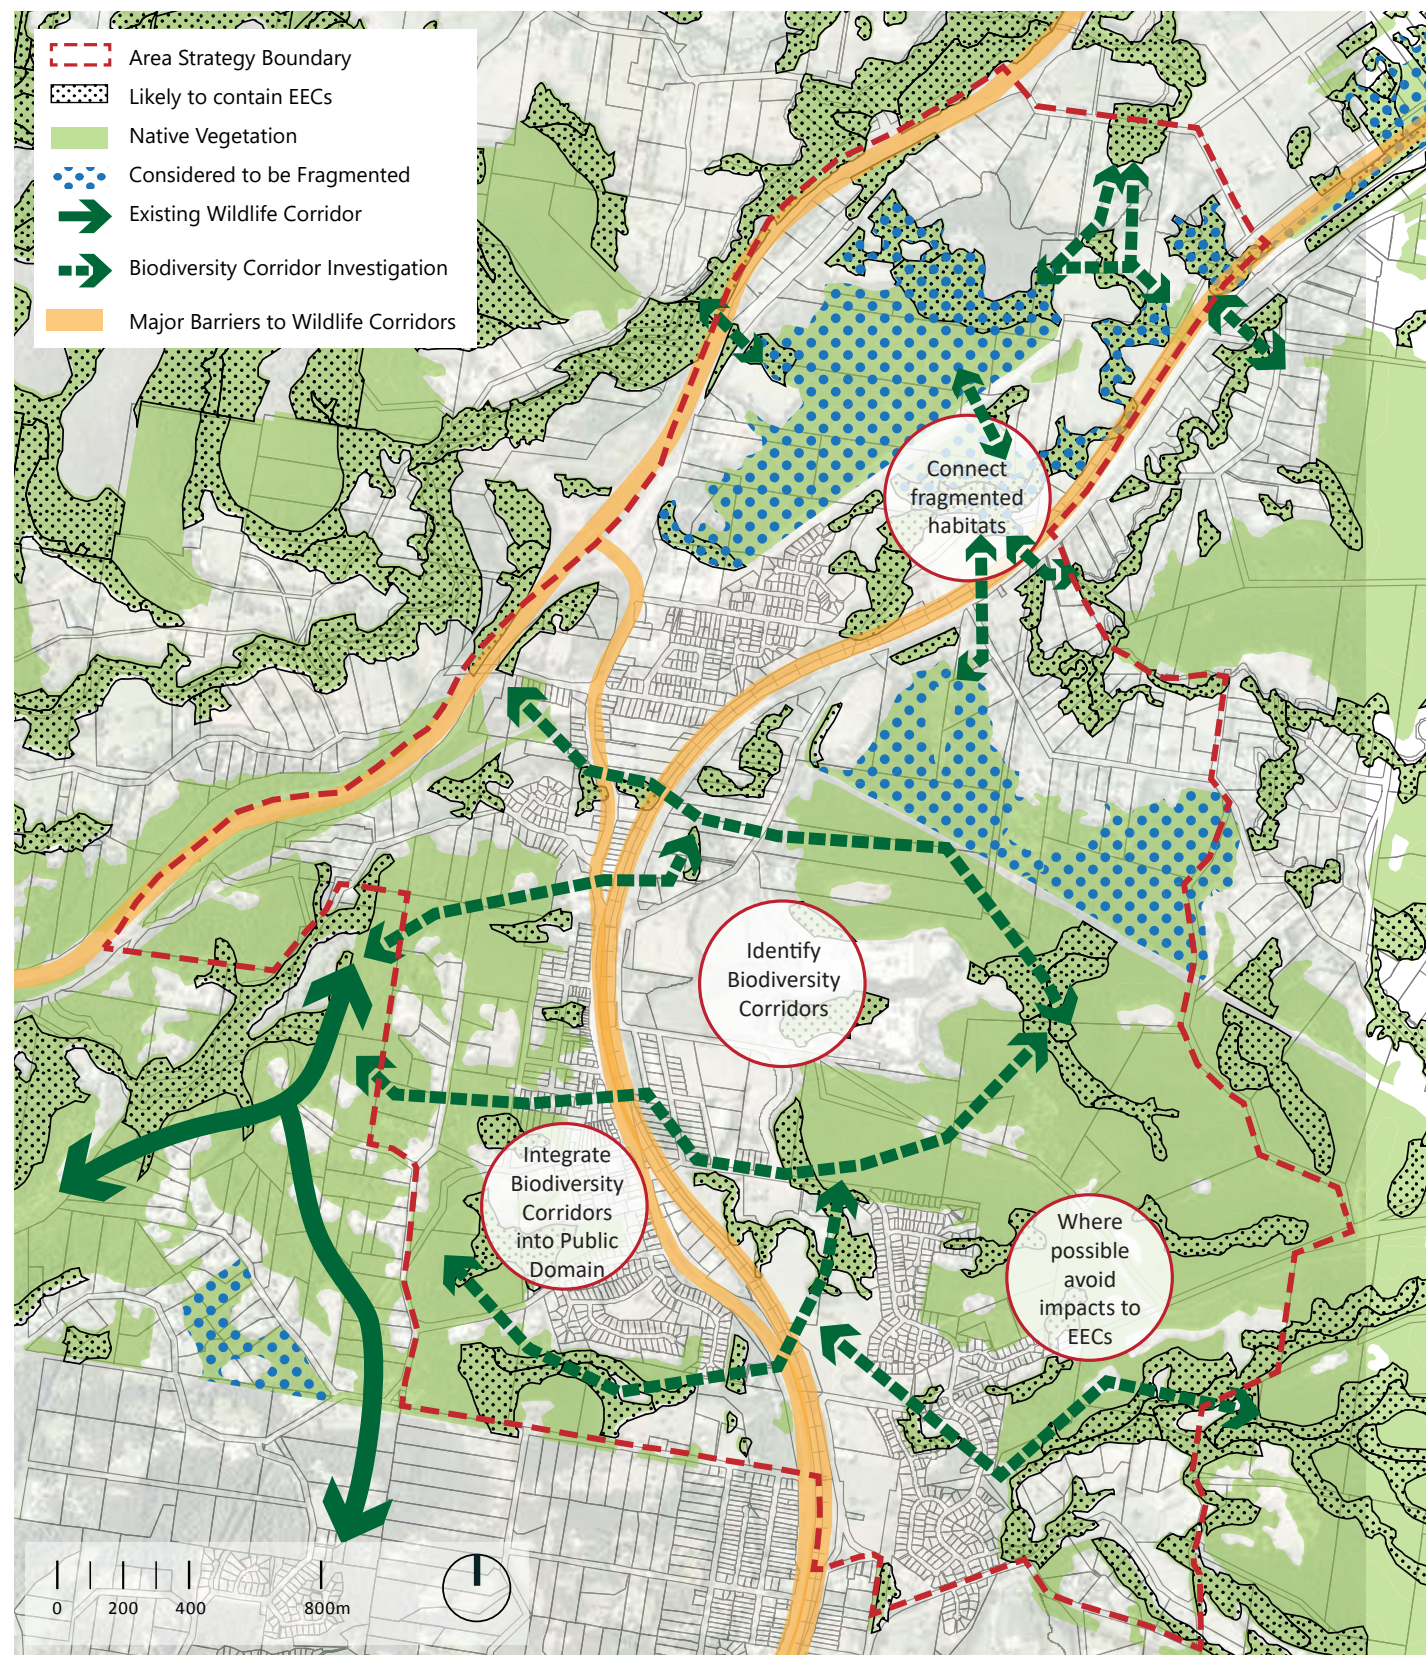 Area Strategy Boundary
Likely to contain EECs
Native Vegetation
Considered to be Fragmented
Existing Wildlife Corridor
Biodiversity Corridor Investigation
Major Barriers to Wildlife Corridors
Connect
fragmented
habitats
Identify
Biodiversity
Corridors
Integrate
Biodiversity
Corridors
into Public
Domain
Where
possible
avoid
impacts to
EECs
0 200 400 800m